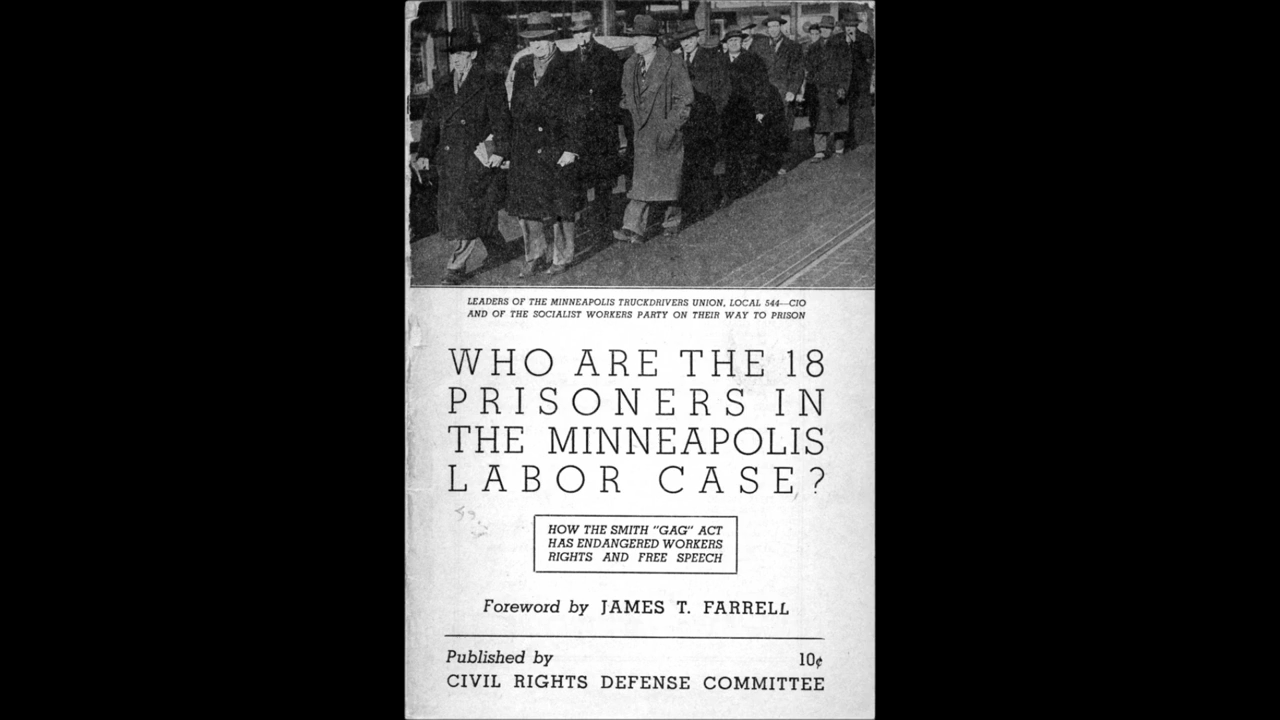 LEADERS OF THE MINNEAPOLIS TRUCKDRIVERS UNION, LOCAL 544—CIO
AND OF THE SOCIALIST WORKERS PARTY ON THEIR WAY TO PRISON
WHO ARE THE 18
PRISONERS IN
THE MINNEAPOLIS
LABOR CASE?
HOW THE SMITH "GAG" ACT
HAS ENDANGERED WORKERS
RIGHTS AND FREE SPEECH
Foreword by JAMES T. FARRELL
Published by 10¢
CIVIL RIGHTS DEFENSE COMMITTEE